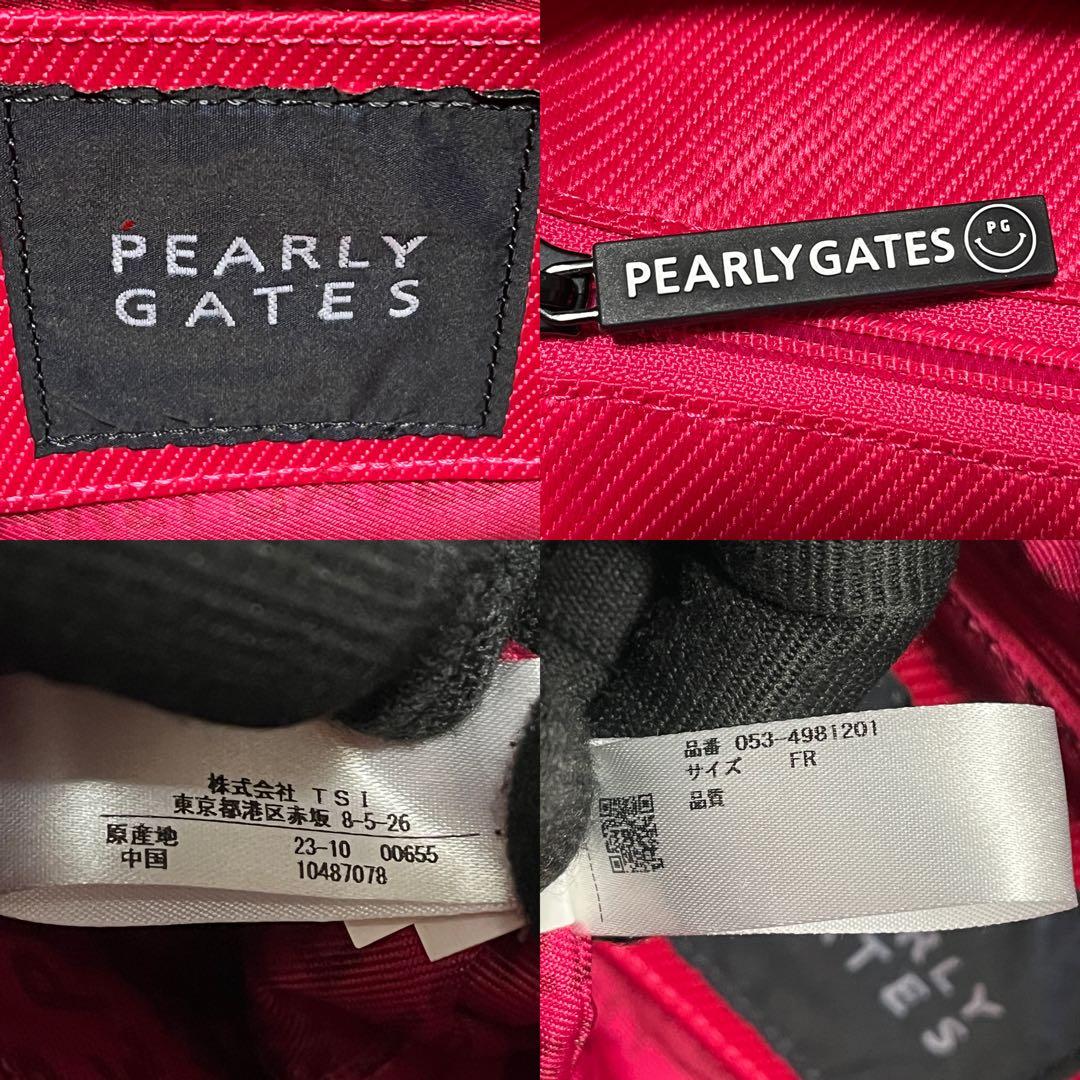 PEARLY
GATES
PEARLYGATES PG
株式会社 TSI
東京都港区赤坂 8-5-26
原産地 23-10 00655
中国 10487078
品番 053-4981201
サイズ FR
品質
PEARLY
GATES